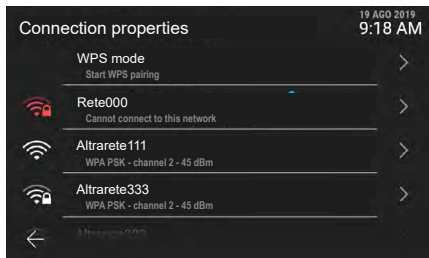 19 AGO 2019
Connection properties
9:18 AM
WPS mode
Start WPS pairing
Rete000
Cannot connect to this network
Altrarete111
WPA PSK - channel 2 - 45 dBm
Altrarete333
WPA PSK - channel 2 - 45 dBm